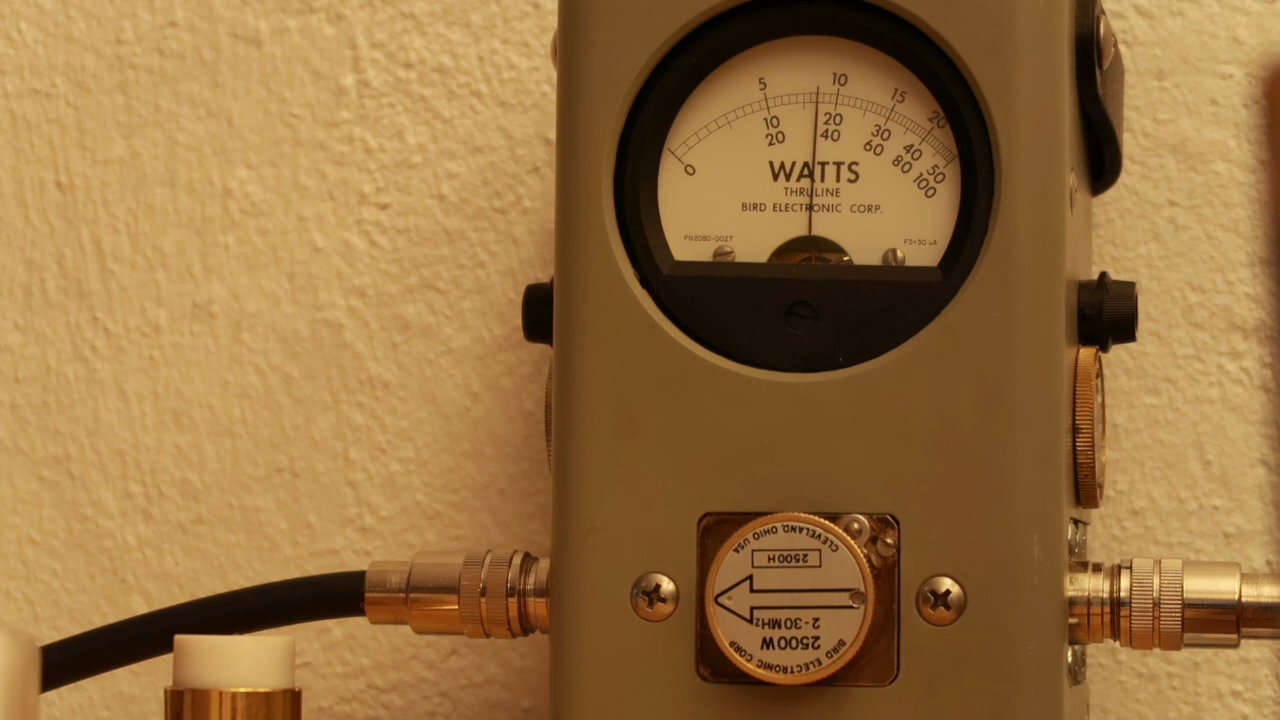 5 10 15 20
0 10 20 30 40 50
20 40 60 80 100
WATTS
THRULINE
BIRD ELECTRONIC CORP.
PN2080-002T
FS=30 uA
CLEVELAND, OHIO USA
2500H
2-30MHz
2500W
BIRD ELECTRONIC CORP